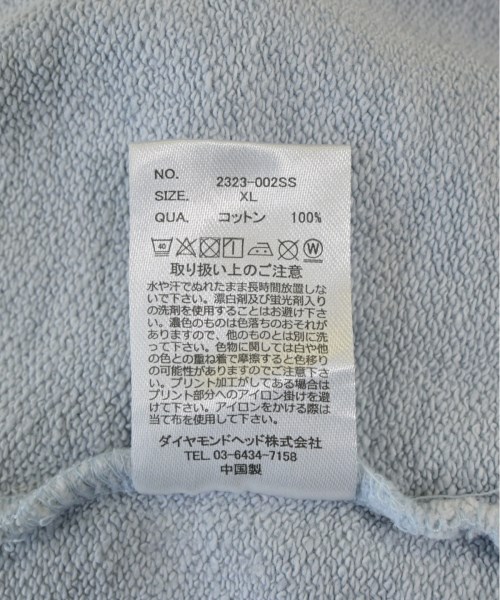 NO. 2323-002SS
SIZE. XL
QUA. コットン 100%
40 W
取り扱い上のご注意
水や汗でぬれたまま長時間放置しな
いで下さい。漂白剤及び蛍光剤入り
の洗剤を使用することはお避け下さ
い。濃色のものは色落ちのおそれが
ありますので、他のものとは別に洗
って下さい。色物に関しては白や他
の色との重ね着で摩擦すると色移り
の可能性がありますのでご注意下さ
い。プリント加工がしてある場合は
プリント部分へのアイロン掛けを避
けて下さい。アイロンをかける際は
当て布を使用して下さい。
ダイヤモンドヘッド株式会社
TEL. 03-6434-7158
中国製